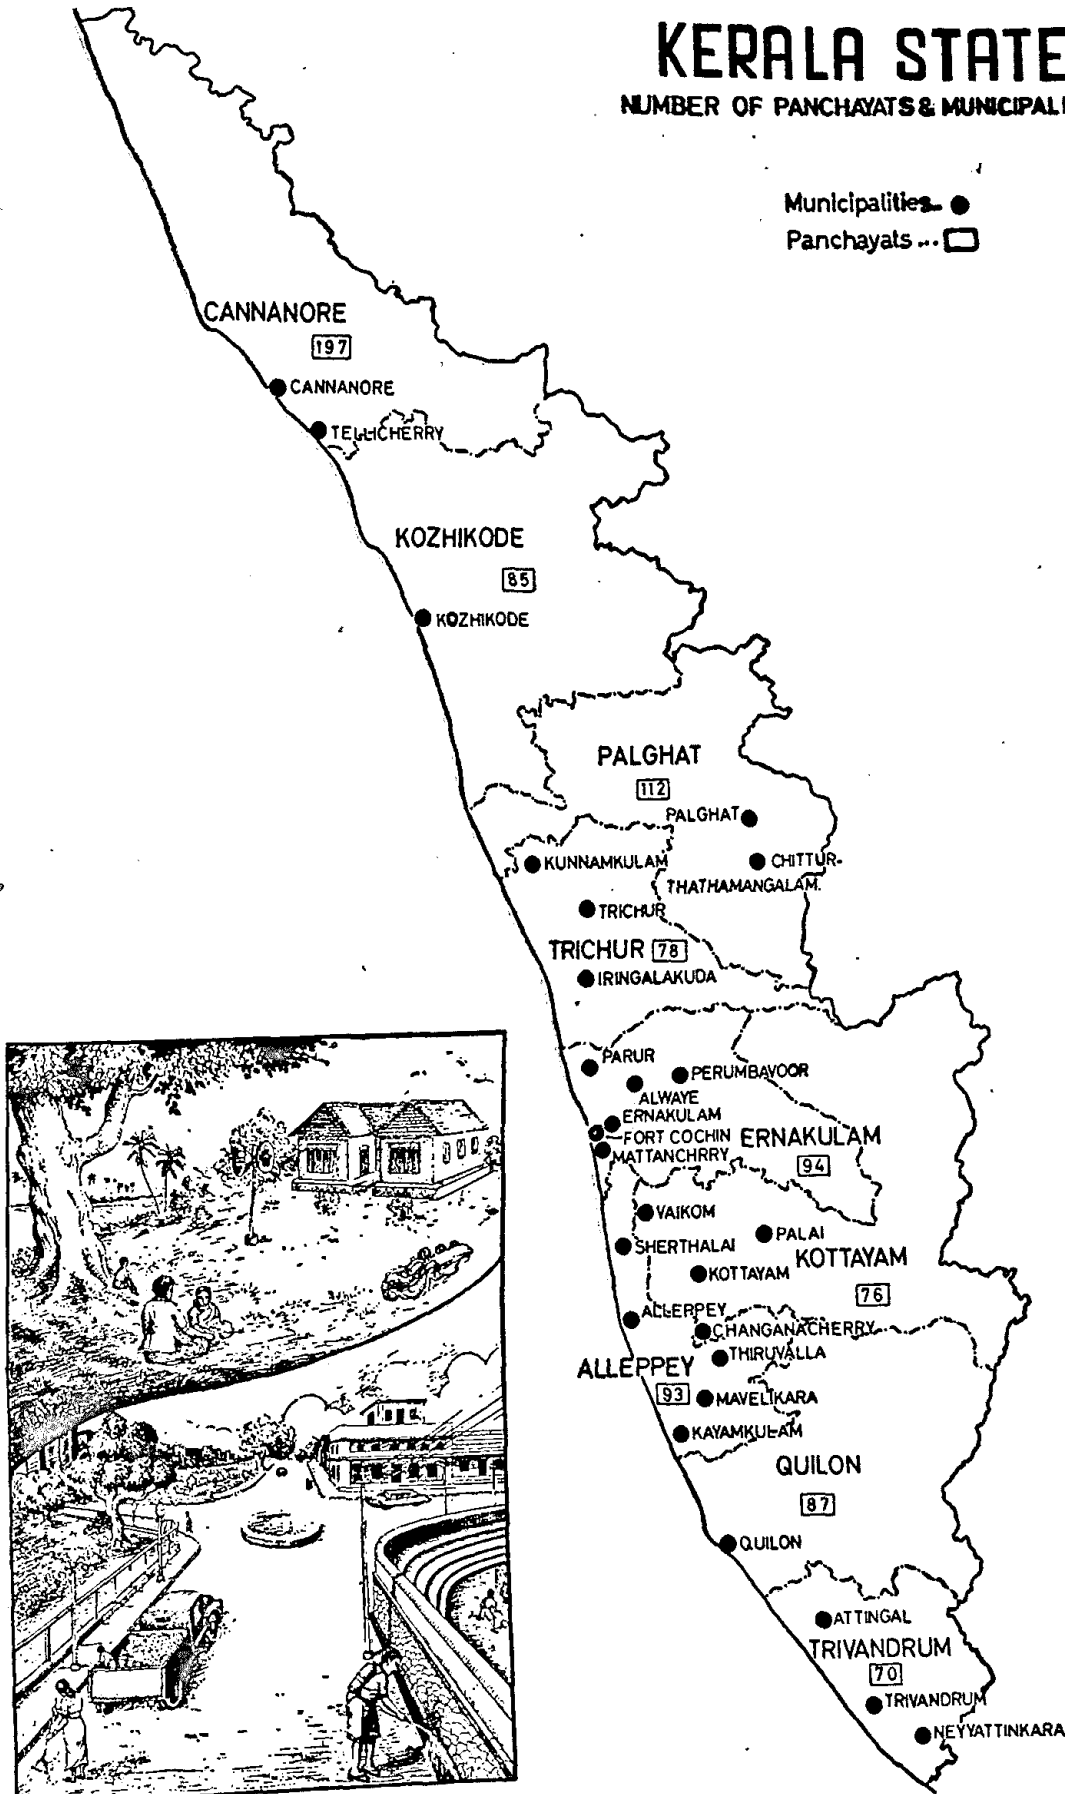 KERALA STATE
NUMBER OF PANCHAYATS & MUNICIPALI
Municipalities
Panchayats ...
CANNANORE
197
CANNANORE
TELLICHERRY
KOZHIKODE
85
KOZHIKODE
PALGHAT
112
PALGHAT
KUNNAMKULAM
CHITTUR-
THATHAMANGALAM.
TRICHUR
TRICHUR 78
IRINGALAKUDA
PARUR
PERUMBAVOOR
ALWAYE
ERNAKULAM
FORT COCHIN
ERNAKULAM
MATTANCHRRY
94
VAIKOM
PALAI
SHERTHALAI
KOTTAYAM
KOTTAYAM
76
ALLERPEY
CHANGANACHERRY
THIRUVALLA
ALLEPPEY
93
MAVELIKARA
KAYAMKULAM
QUILON
87
QUILON
ATTINGAL
TRIVANDRUM
70
TRIVANDRUM
NEYYATTINKARA